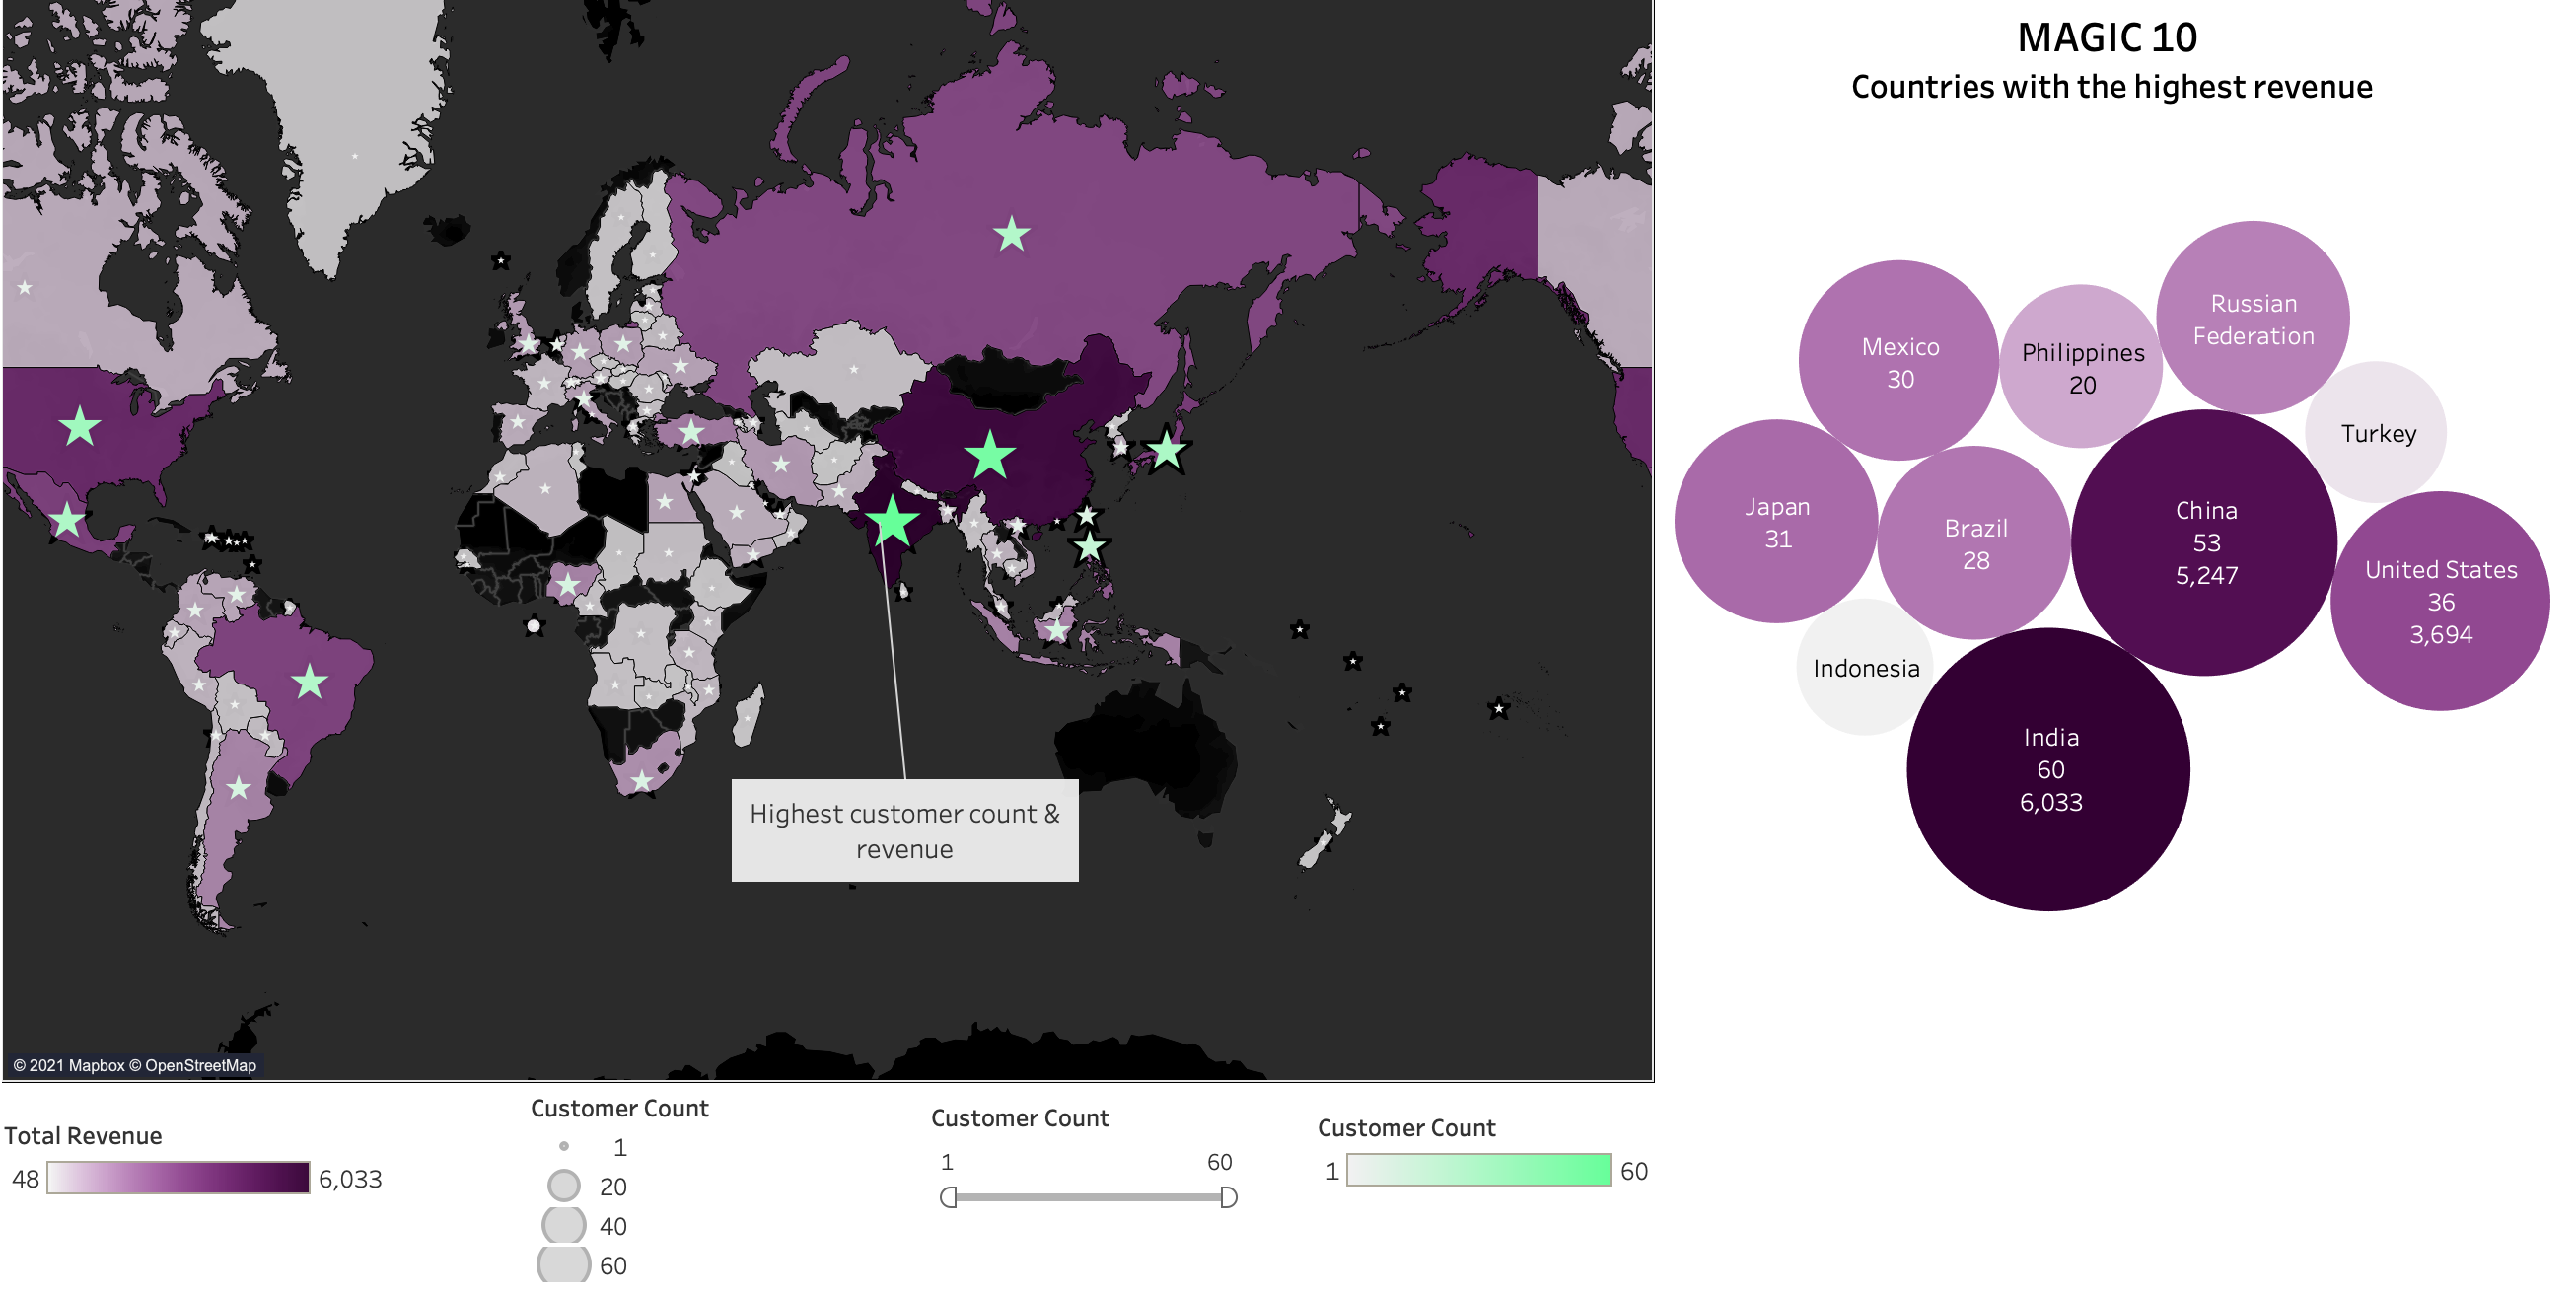 MAGIC 10
Countries with the highest revenue
Highest customer count &
revenue
© 2021 Mapbox © OpenStreetMap
Russian
Federation
Mexico
30
Philippines
20
Turkey
Japan
31
Brazil
28
China
53
5,247
United States
36
3,694
Indonesia
India
60
6,033
Total Revenue
48 6,033
Customer Count
1
20
40
60
Customer Count
1 60
Customer Count
1 60